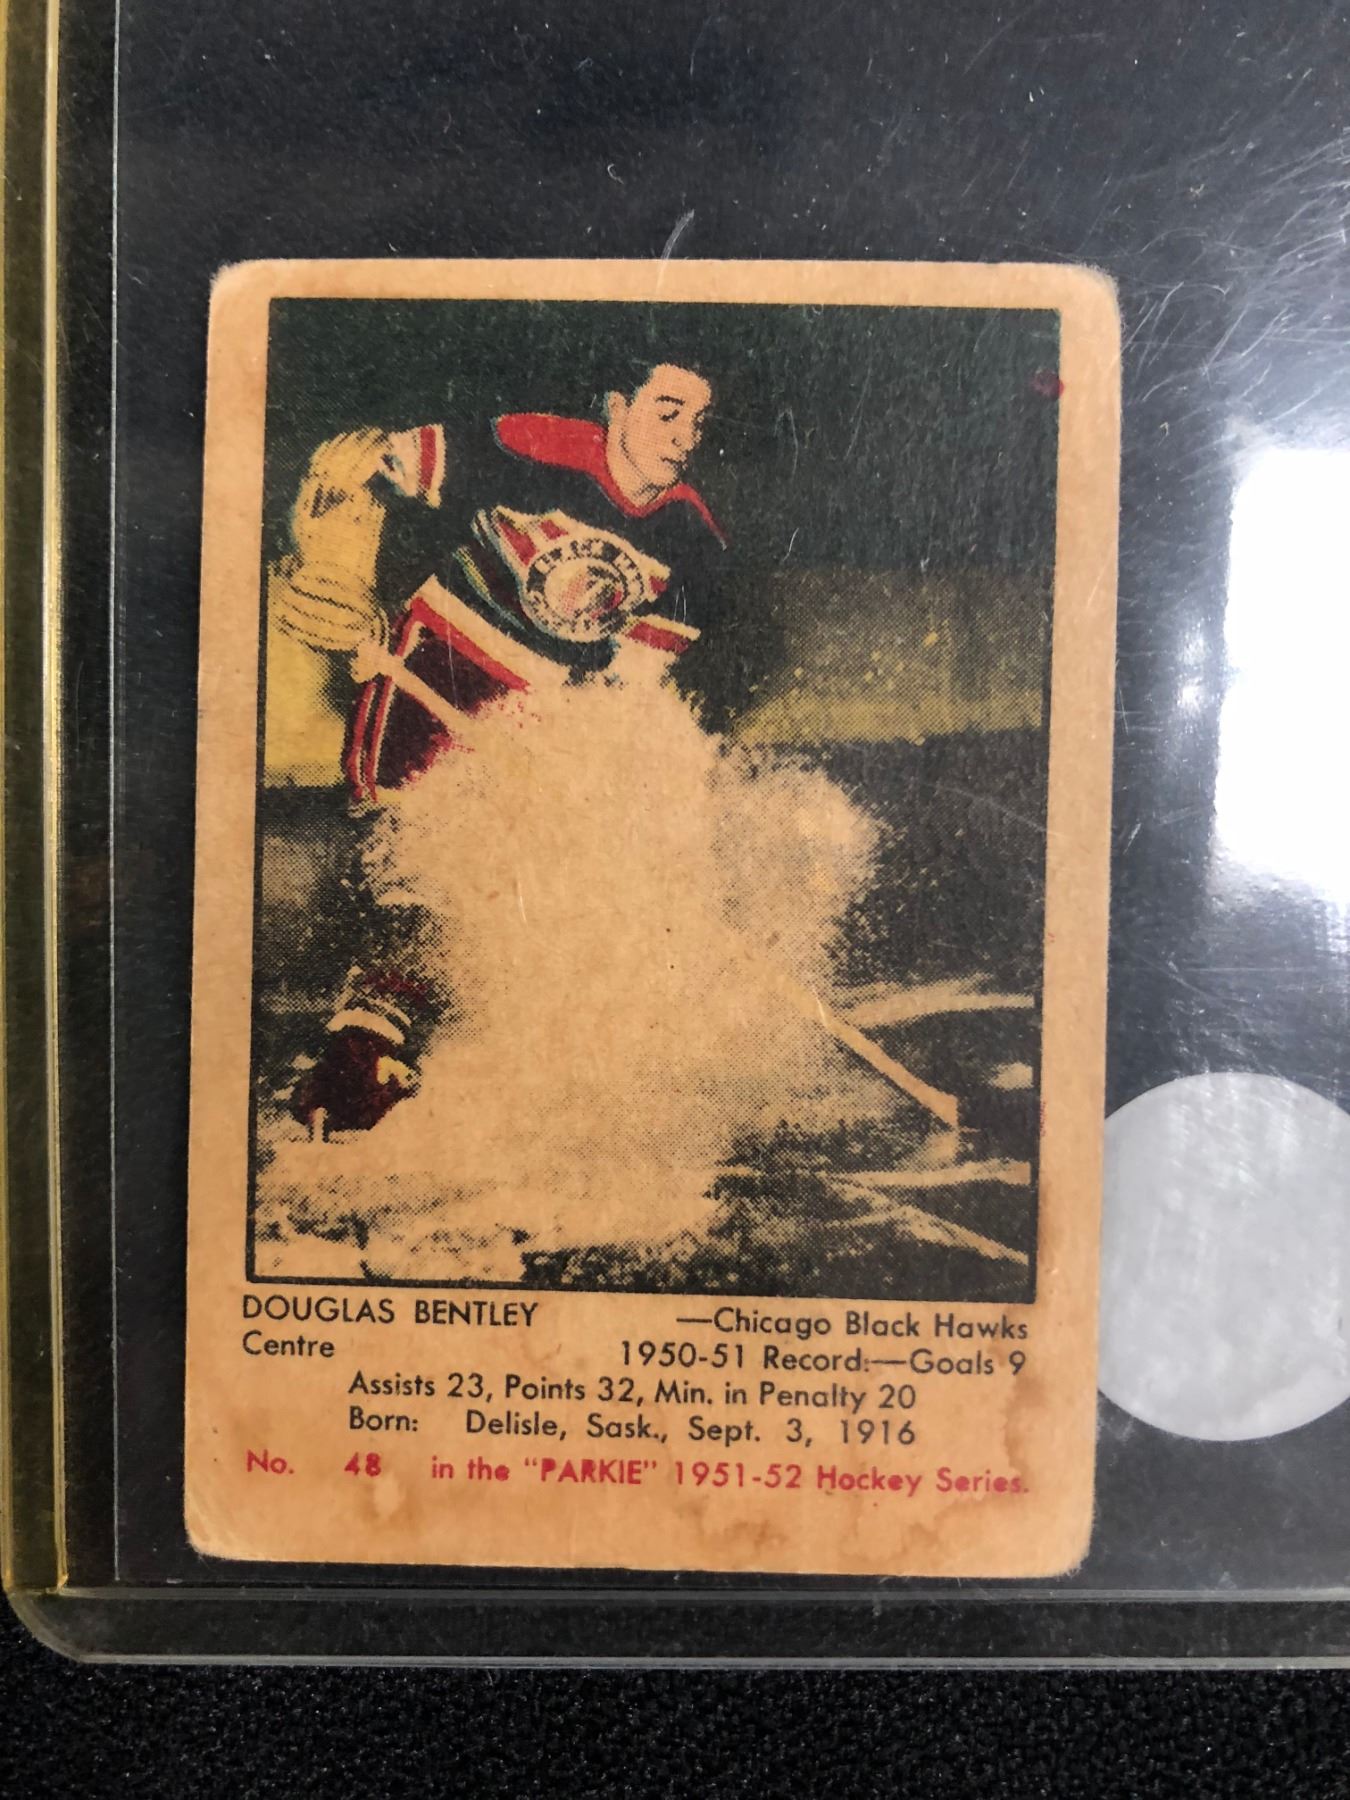 DOUGLAS BENTLEY —Chicago Black Hawks
Centre 1950-51 Record:—Goals 9
Assists 23, Points 32, Min. in Penalty 20
Born: Delisle, Sask., Sept. 3, 1916
No. 48 in the "PARKIE" 1951-52 Hockey Series.